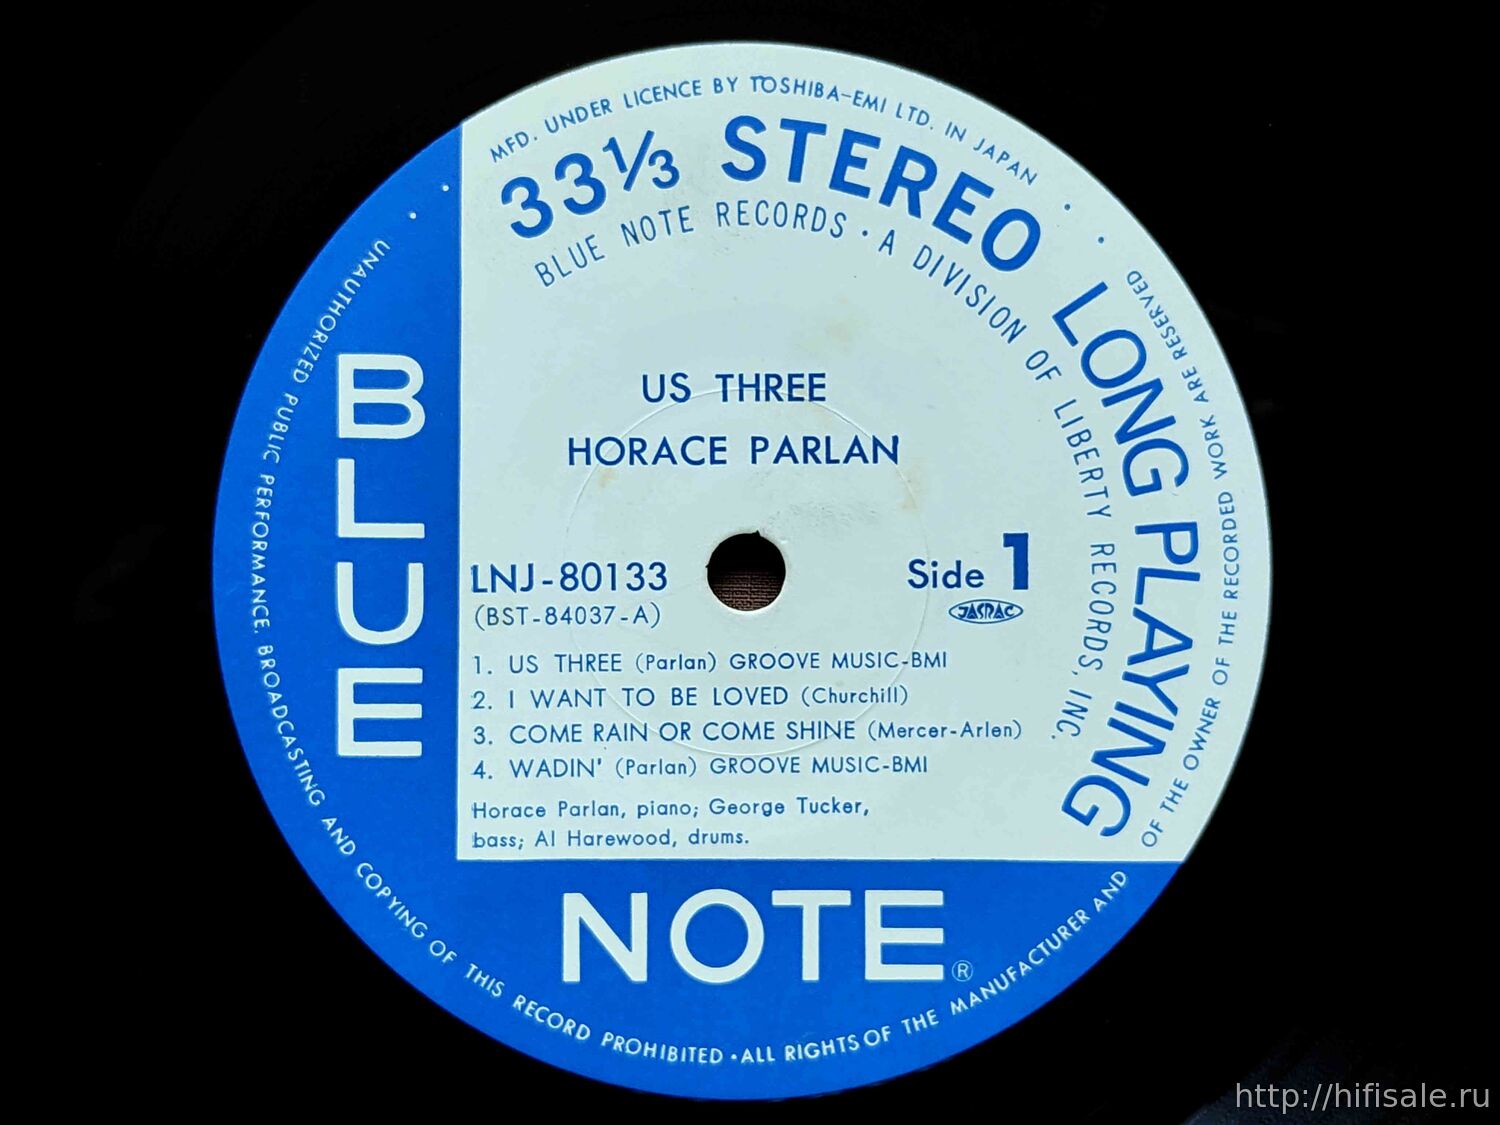 MFD. UNDER LICENCE BY TOSHIBA-EMI LTD. IN JAPAN
33⅓ STEREO LONG PLAYING
BLUE NOTE RECORDS · A DIVISION OF LIBERTY RECORDS, INC.
US THREE
HORACE PARLAN
LNJ-80133
(BST-84037-A)
Side 1
JASRAC
1. US THREE (Parlan) GROOVE MUSIC-BMI
2. I WANT TO BE LOVED (Churchill)
3. COME RAIN OR COME SHINE (Mercer-Arlen)
4. WADIN' (Parlan) GROOVE MUSIC-BMI
Horace Parlan, piano; George Tucker,
bass; Al Harewood, drums.
BLUE
NOTE®
UNAUTHORIZED PUBLIC PERFORMANCE, BROADCASTING AND COPYING OF THIS RECORD PROHIBITED · ALL RIGHTS OF THE MANUFACTURER AND OF THE OWNER OF THE RECORDED WORK ARE RESERVED
http://hifisale.ru